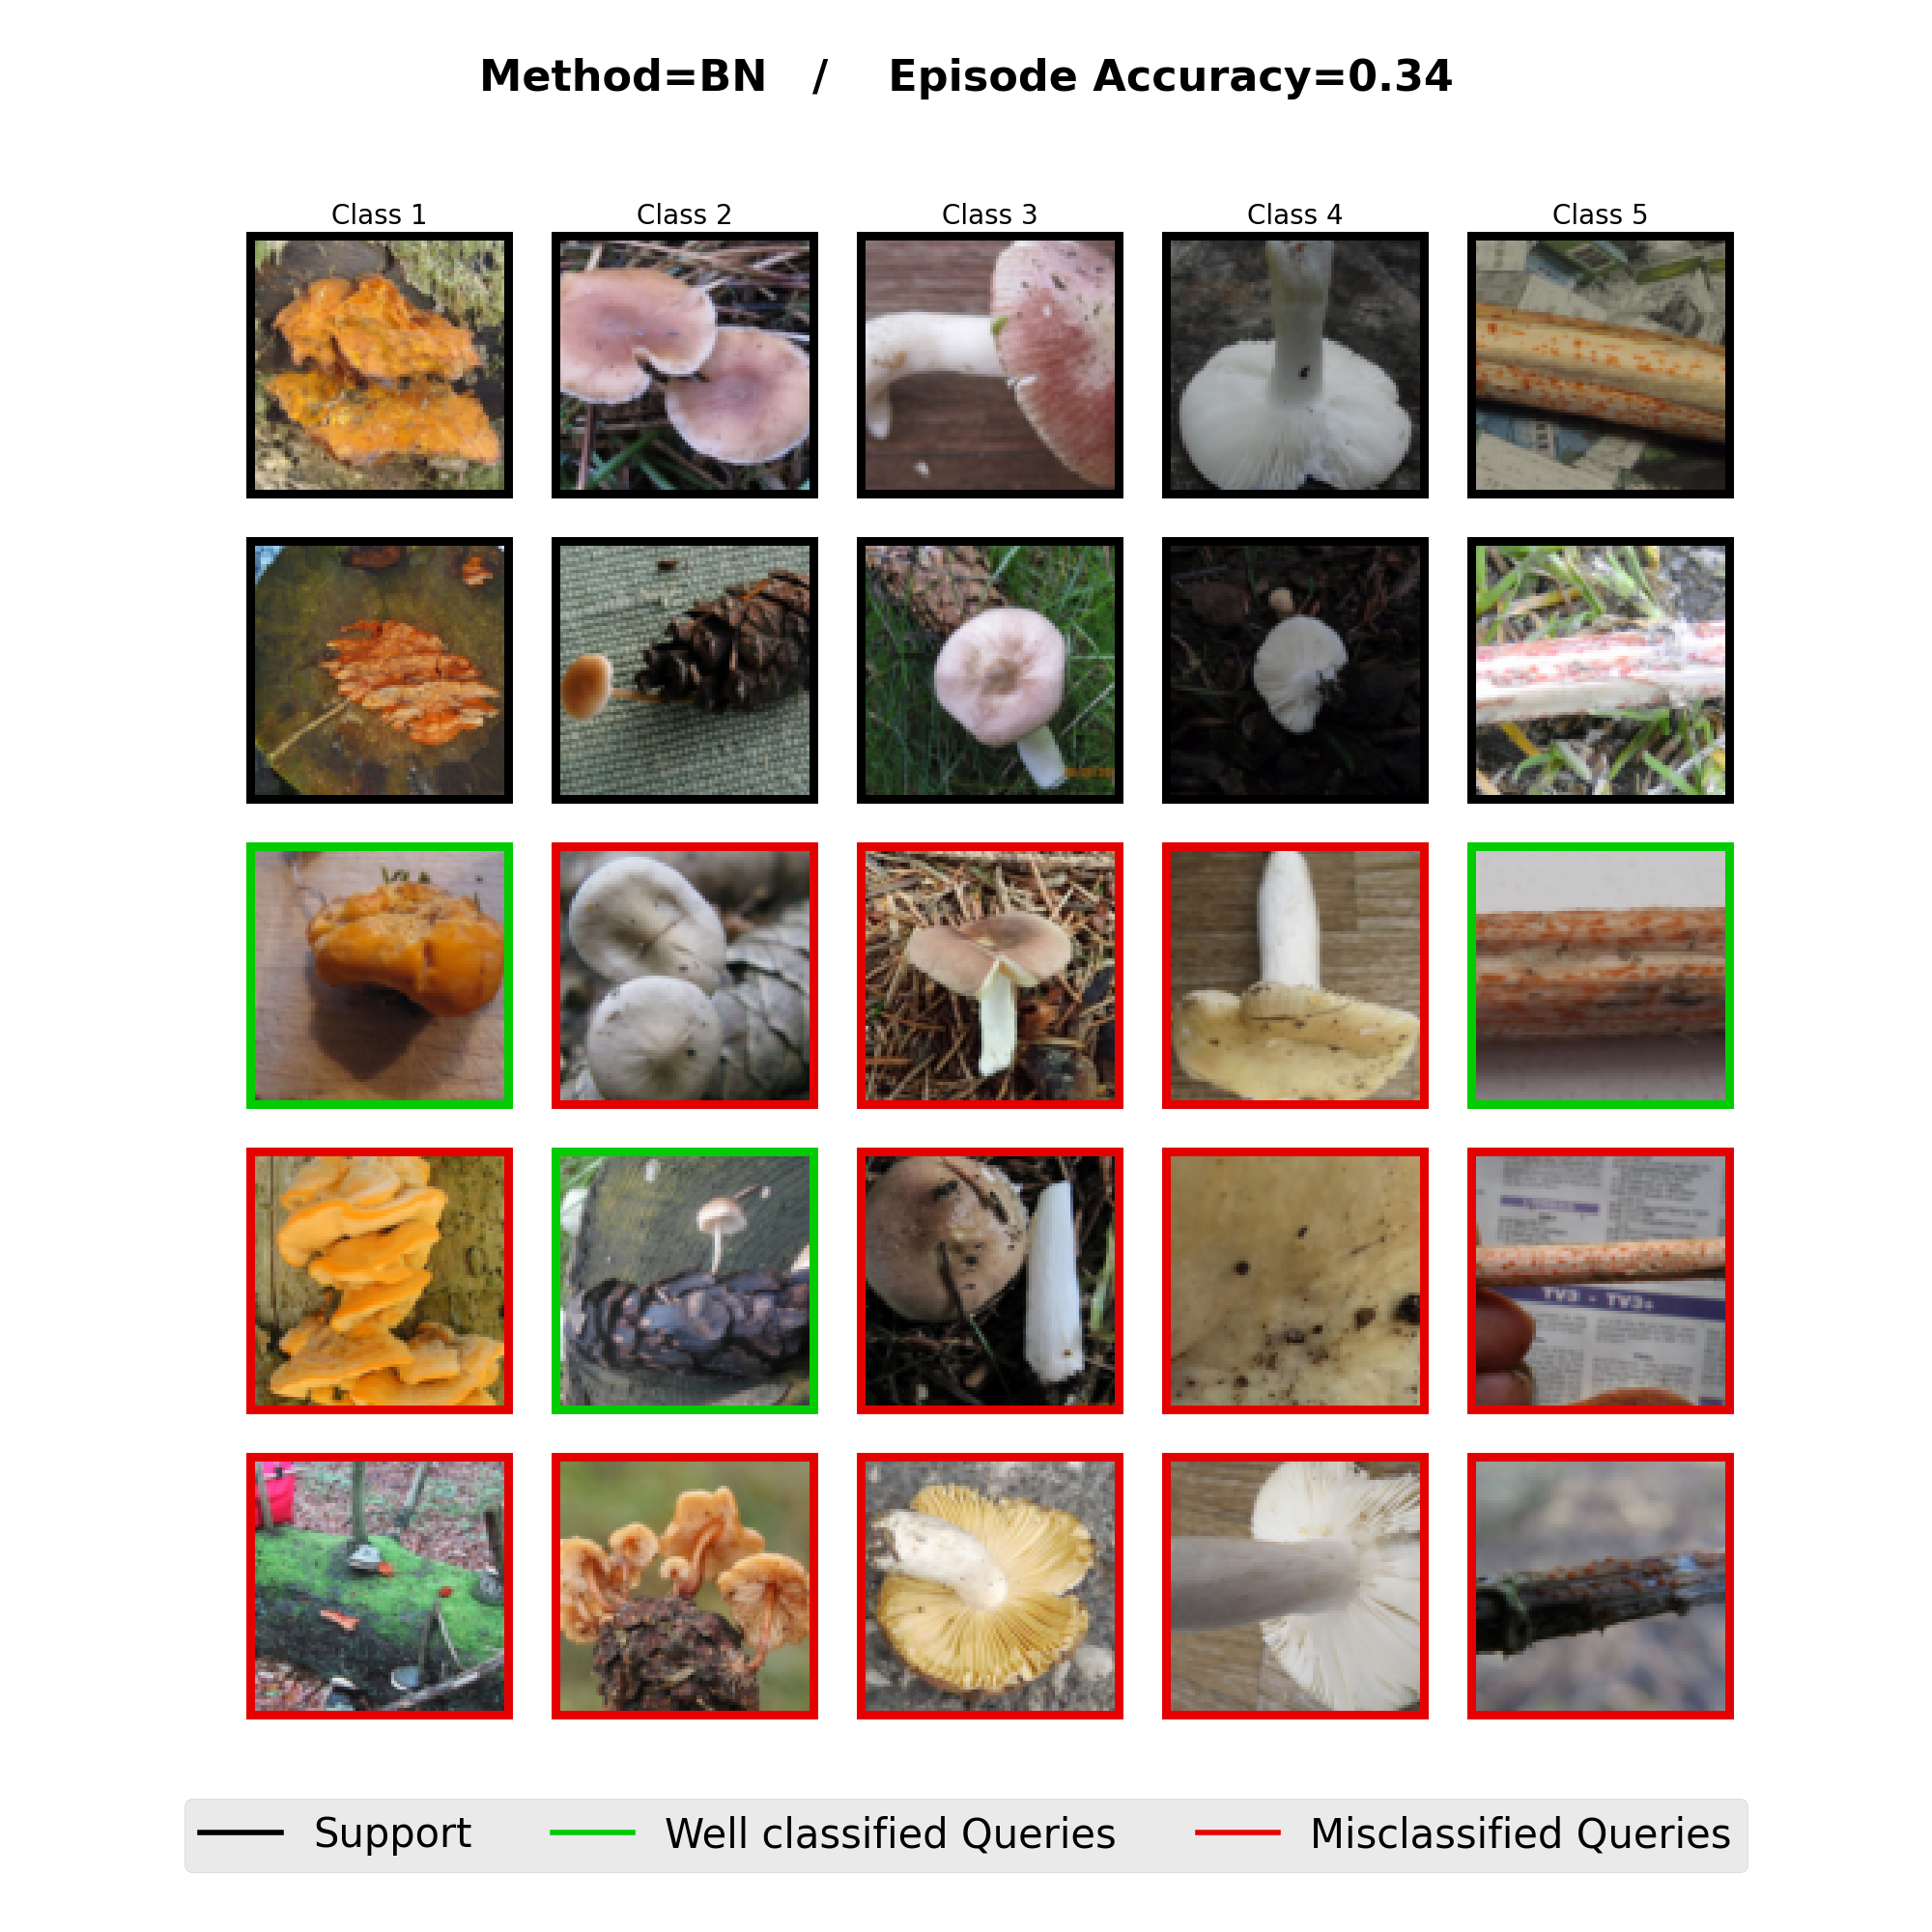 Method=BN / Episode Accuracy=0.34
Class 1
Class 2
Class 3
Class 4
Class 5
TV3 - TV3+
Support
Well classified Queries
Misclassified Queries